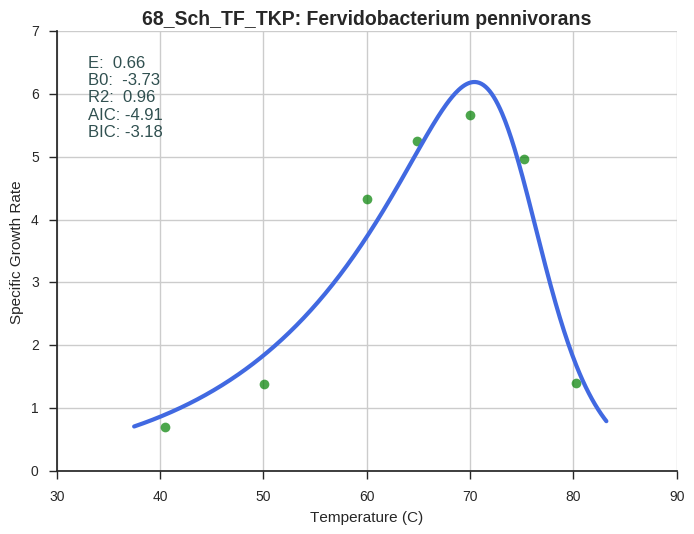 68_Sch_TF_TKP: Fervidobacterium pennivorans
E:  0.66
B0:  -3.73
R2:  0.96
AIC: -4.91
BIC: -3.18
Specific Growth Rate
7
6
5
4
3
2
1
0
30 40 50 60 70 80 90
Temperature (C)